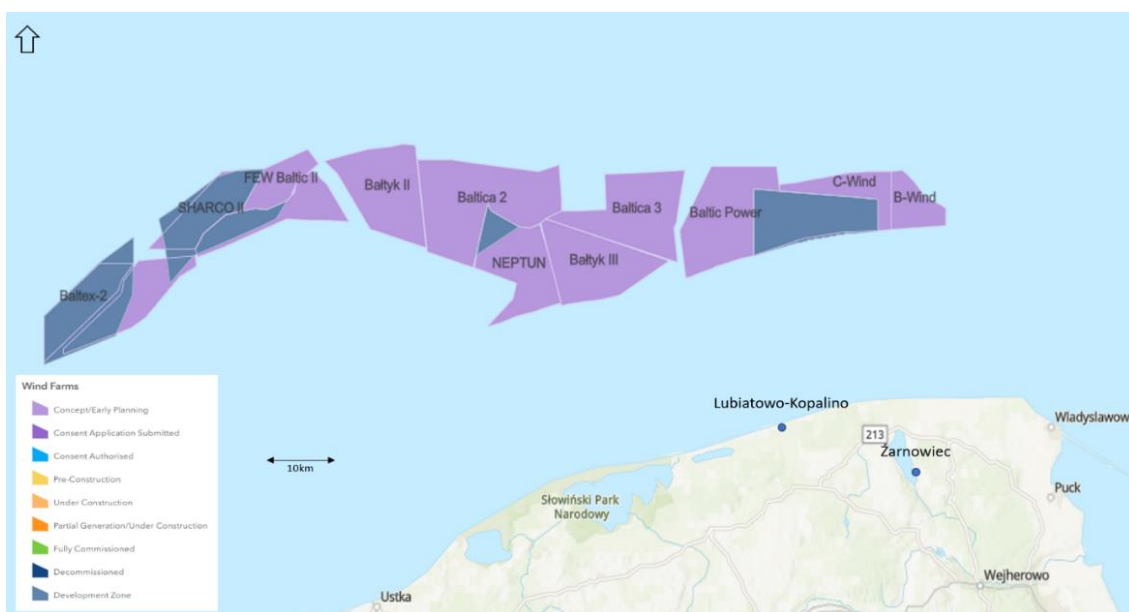 FEW Baltic II
SHARCO II
Bałtyk II
Baltica 2
Baltica 3
Baltic Power
C-Wind
B-Wind
NEPTUN
Bałtyk III
Baltex-2
Wind Farms
Concept/Early Planning
Consent Application Submitted
Consent Authorised
Pre-Construction
Under Construction
Partial Generation/Under Construction
Fully Commissioned
Decommissioned
Development Zone
10km
Lubiatowo-Kopalino
213
Żarnowiec
Wladyslawow
Puck
Słowiński Park
Narodowy
Wejherowo
Ustka